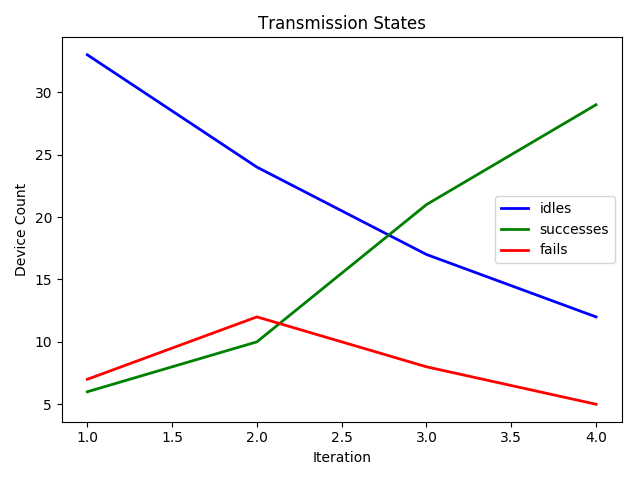 Transmission States
Device Count
30
25
20
15
10
5
idles
successes
fails
1.0 1.5 2.0 2.5 3.0 3.5 4.0
Iteration